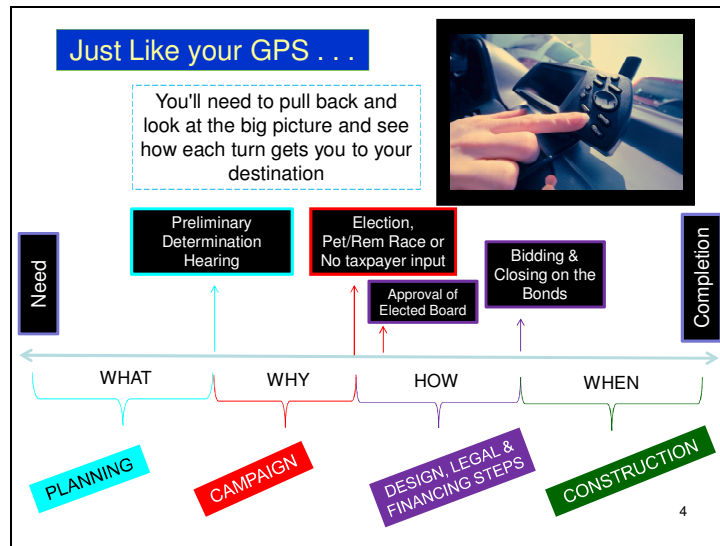 Just Like your GPS . . .
You'll need to pull back and
look at the big picture and see
how each turn gets you to your
destination
Need
Preliminary
Determination
Hearing
Election,
Pet/Rem Race or
No taxpayer input
Approval of
Elected Board
Bidding &
Closing on the
Bonds
Completion
WHAT
WHY
HOW
WHEN
PLANNING
CAMPAIGN
DESIGN, LEGAL &
FINANCING STEPS
CONSTRUCTION
4